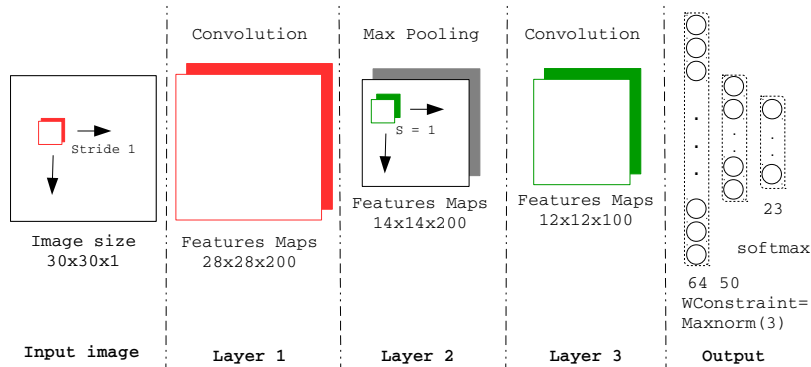 Convolution
Max Pooling
Convolution
Stride 1
S = 1
Image size
30x30x1
Features Maps
28x28x200
Features Maps
14x14x200
Features Maps
12x12x100
23
softmax
64 50
WConstraint=
Maxnorm(3)
Input image
Layer 1
Layer 2
Layer 3
Output